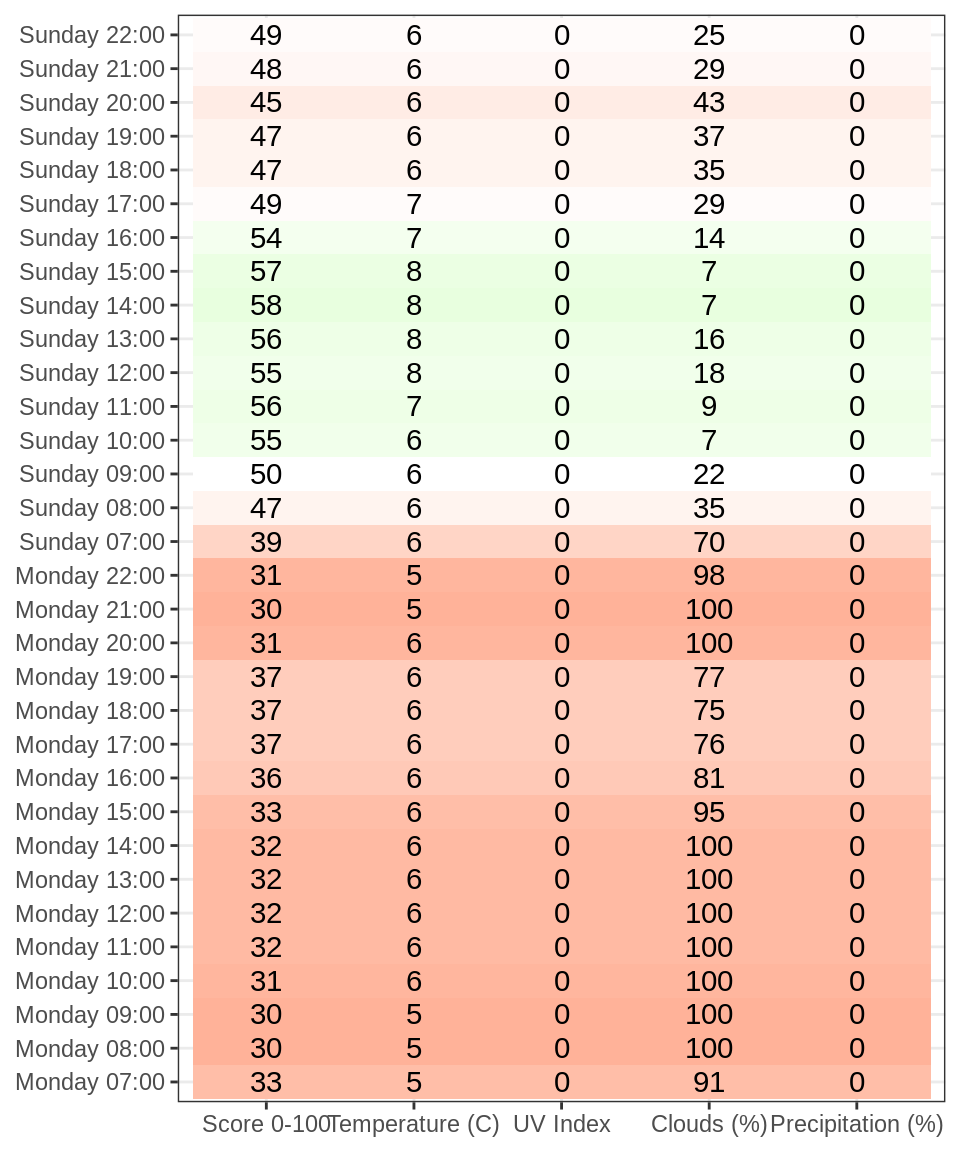 Sunday 22:00 49 6 0 25 0
Sunday 21:00 48 6 0 29 0
Sunday 20:00 45 6 0 43 0
Sunday 19:00 47 6 0 37 0
Sunday 18:00 47 6 0 35 0
Sunday 17:00 49 7 0 29 0
Sunday 16:00 54 7 0 14 0
Sunday 15:00 57 8 0 7 0
Sunday 14:00 58 8 0 7 0
Sunday 13:00 56 8 0 16 0
Sunday 12:00 55 8 0 18 0
Sunday 11:00 56 7 0 9 0
Sunday 10:00 55 6 0 7 0
Sunday 09:00 50 6 0 22 0
Sunday 08:00 47 6 0 35 0
Sunday 07:00 39 6 0 70 0
Monday 22:00 31 5 0 98 0
Monday 21:00 30 5 0 100 0
Monday 20:00 31 6 0 100 0
Monday 19:00 37 6 0 77 0
Monday 18:00 37 6 0 75 0
Monday 17:00 37 6 0 76 0
Monday 16:00 36 6 0 81 0
Monday 15:00 33 6 0 95 0
Monday 14:00 32 6 0 100 0
Monday 13:00 32 6 0 100 0
Monday 12:00 32 6 0 100 0
Monday 11:00 32 6 0 100 0
Monday 10:00 31 6 0 100 0
Monday 09:00 30 5 0 100 0
Monday 08:00 30 5 0 100 0
Monday 07:00 33 5 0 91 0
Score 0-100 Temperature (C) UV Index Clouds (%) Precipitation (%)